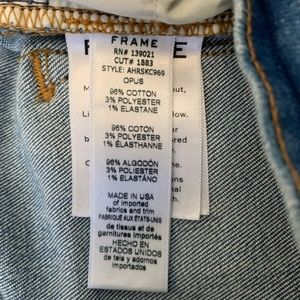 FRAME
RN# 139021
CUT# 1883
STYLE: AHRSKC969
OPUS
96% COTTON
3% POLYESTER
1% ELASTANE
96% COTON
3% POLYESTER
1% ÉLASTHANNE
96% ALGODÓN
3% POLIESTER
1% ELASTANO
MADE IN USA
of imported
fabrics and trim
FABRIQUÉ AUX ÉTATS-UNIS
de tissus et de
garnitures importés
HECHO EN
ESTADOS UNIDOS
de tela y adornos
importados